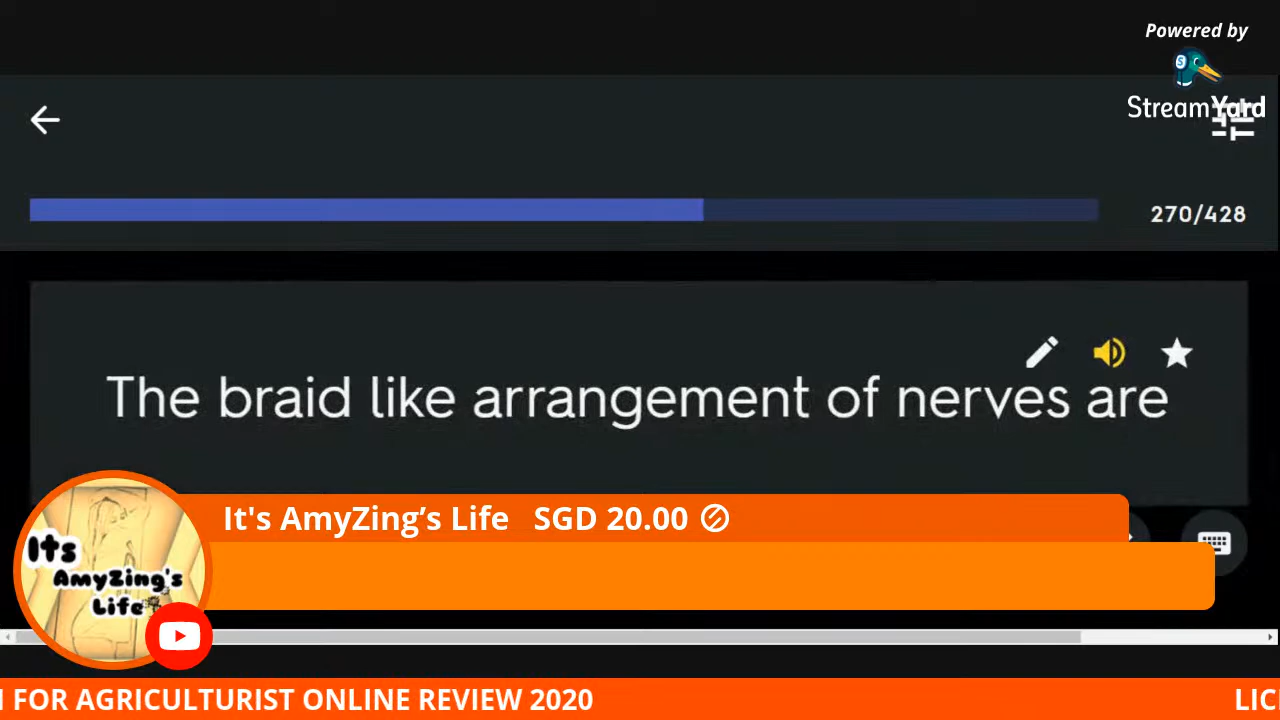 Powered by
StreamYard
270/428
The braid like arrangement of nerves are
It's AmyZing’s Life SGD 20.00
Its
AmyZing's
Life
FOR AGRICULTURIST ONLINE REVIEW 2020
LIC